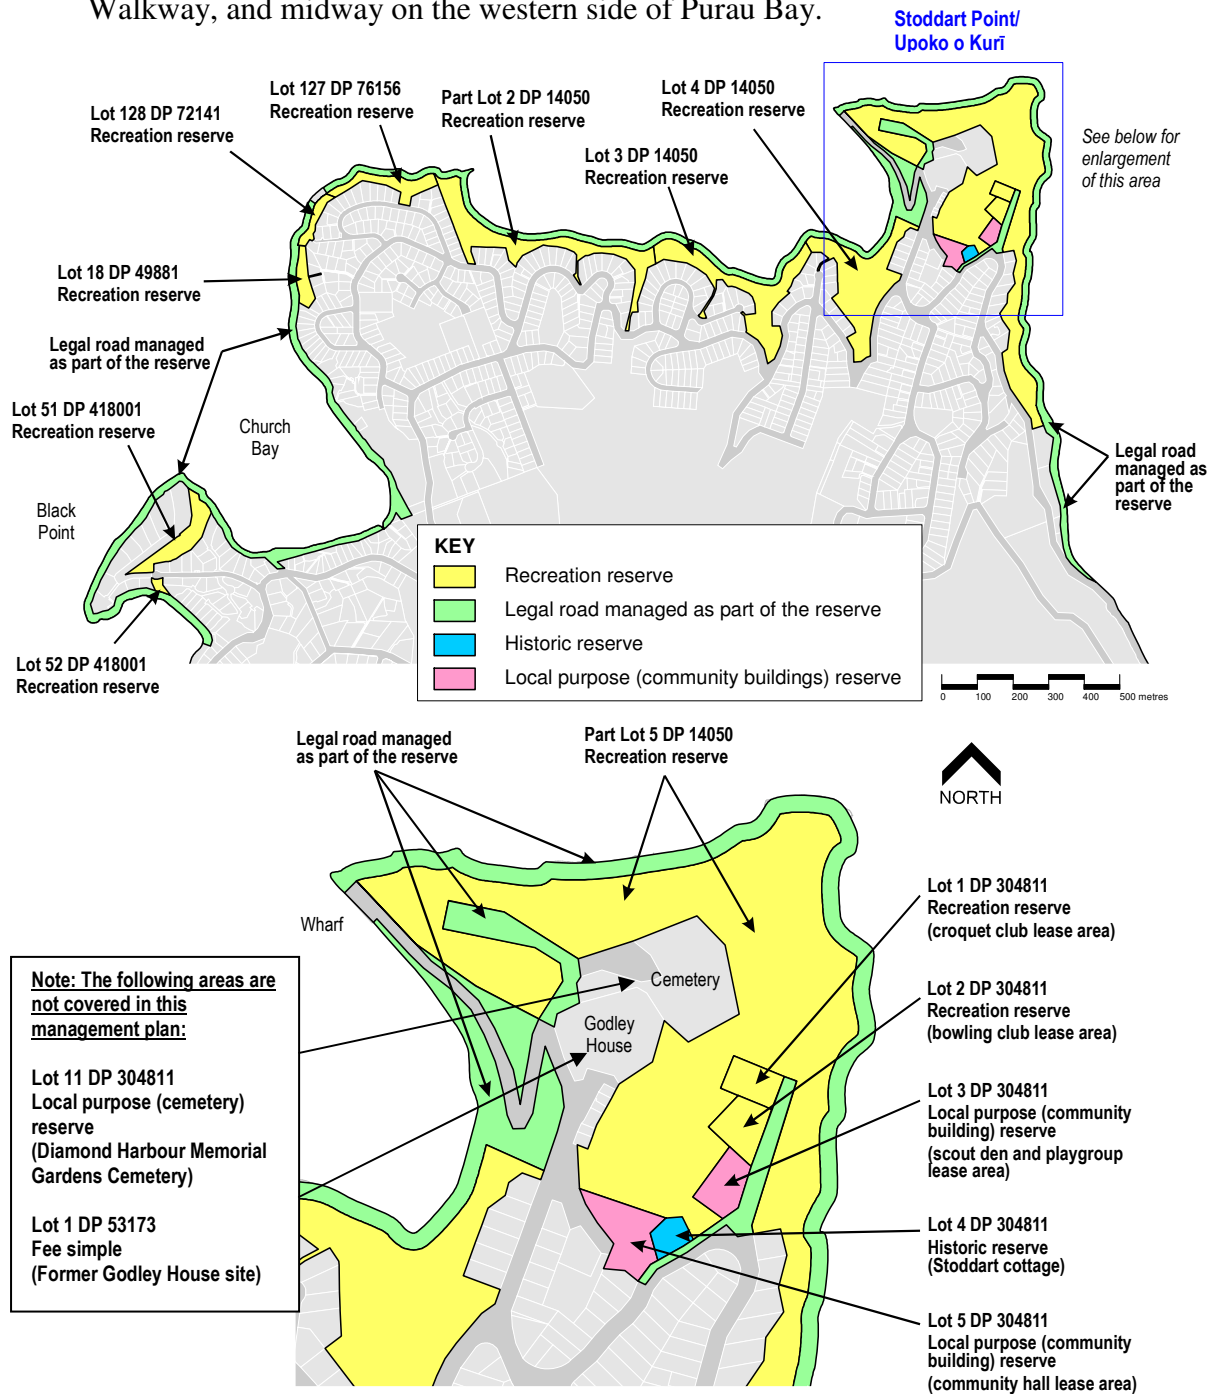 Walkway, and midway on the western side of Purau Bay.
Stoddart Point/
Upoko o Kurī
Lot 127 DP 76156
Recreation reserve
Part Lot 2 DP 14050
Recreation reserve
Lot 4 DP 14050
Recreation reserve
Lot 128 DP 72141
Recreation reserve
Lot 3 DP 14050
Recreation reserve
See below for
enlargement
of this area
Lot 18 DP 49881
Recreation reserve
Legal road managed
as part of the reserve
Lot 51 DP 418001
Recreation reserve
Church
Bay
Black
Point
Legal road
managed as
part of the
reserve
Lot 52 DP 418001
Recreation reserve
KEY
Recreation reserve
Legal road managed as part of the reserve
Historic reserve
Local purpose (community buildings) reserve
0 100 200 300 400 500 metres
Legal road managed
as part of the reserve
Part Lot 5 DP 14050
Recreation reserve
NORTH
Wharf
Cemetery
Godley
House
Lot 1 DP 304811
Recreation reserve
(croquet club lease area)
Lot 2 DP 304811
Recreation reserve
(bowling club lease area)
Lot 3 DP 304811
Local purpose (community
building) reserve
(scout den and playgroup
lease area)
Lot 4 DP 304811
Historic reserve
(Stoddart cottage)
Lot 5 DP 304811
Local purpose (community
building) reserve
(community hall lease area)
Note: The following areas are
not covered in this
management plan:
Lot 11 DP 304811
Local purpose (cemetery)
reserve
(Diamond Harbour Memorial
Gardens Cemetery)
Lot 1 DP 53173
Fee simple
(Former Godley House site)